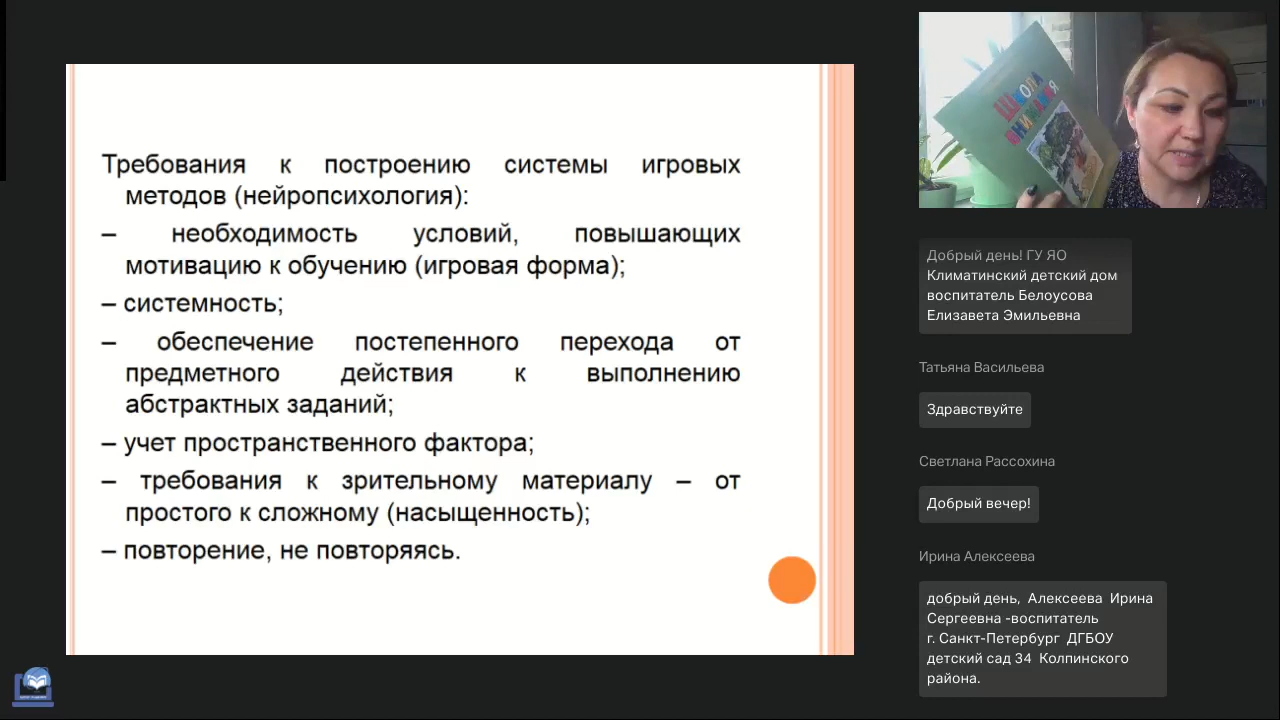 Требования к построению системы игровых
методов (нейропсихология):
– необходимость условий, повышающих
мотивацию к обучению (игровая форма);
– системность;
– обеспечение постепенного перехода от
предметного действия к выполнению
абстрактных заданий;
– учет пространственного фактора;
– требования к зрительному материалу – от
простого к сложному (насыщенность);
– повторение, не повторяясь.
ШКОЛА
ВНИМАНИЯ
Добрый день! ГУ ЯО
Климатинский детский дом
воспитатель Белоусова
Елизавета Эмильевна
Татьяна Васильева
Здравствуйте
Светлана Рассохина
Добрый вечер!
Ирина Алексеева
добрый день, Алексеева Ирина
Сергеевна -воспитатель
г. Санкт-Петербург ДГБОУ
детский сад 34 Колпинского
района.